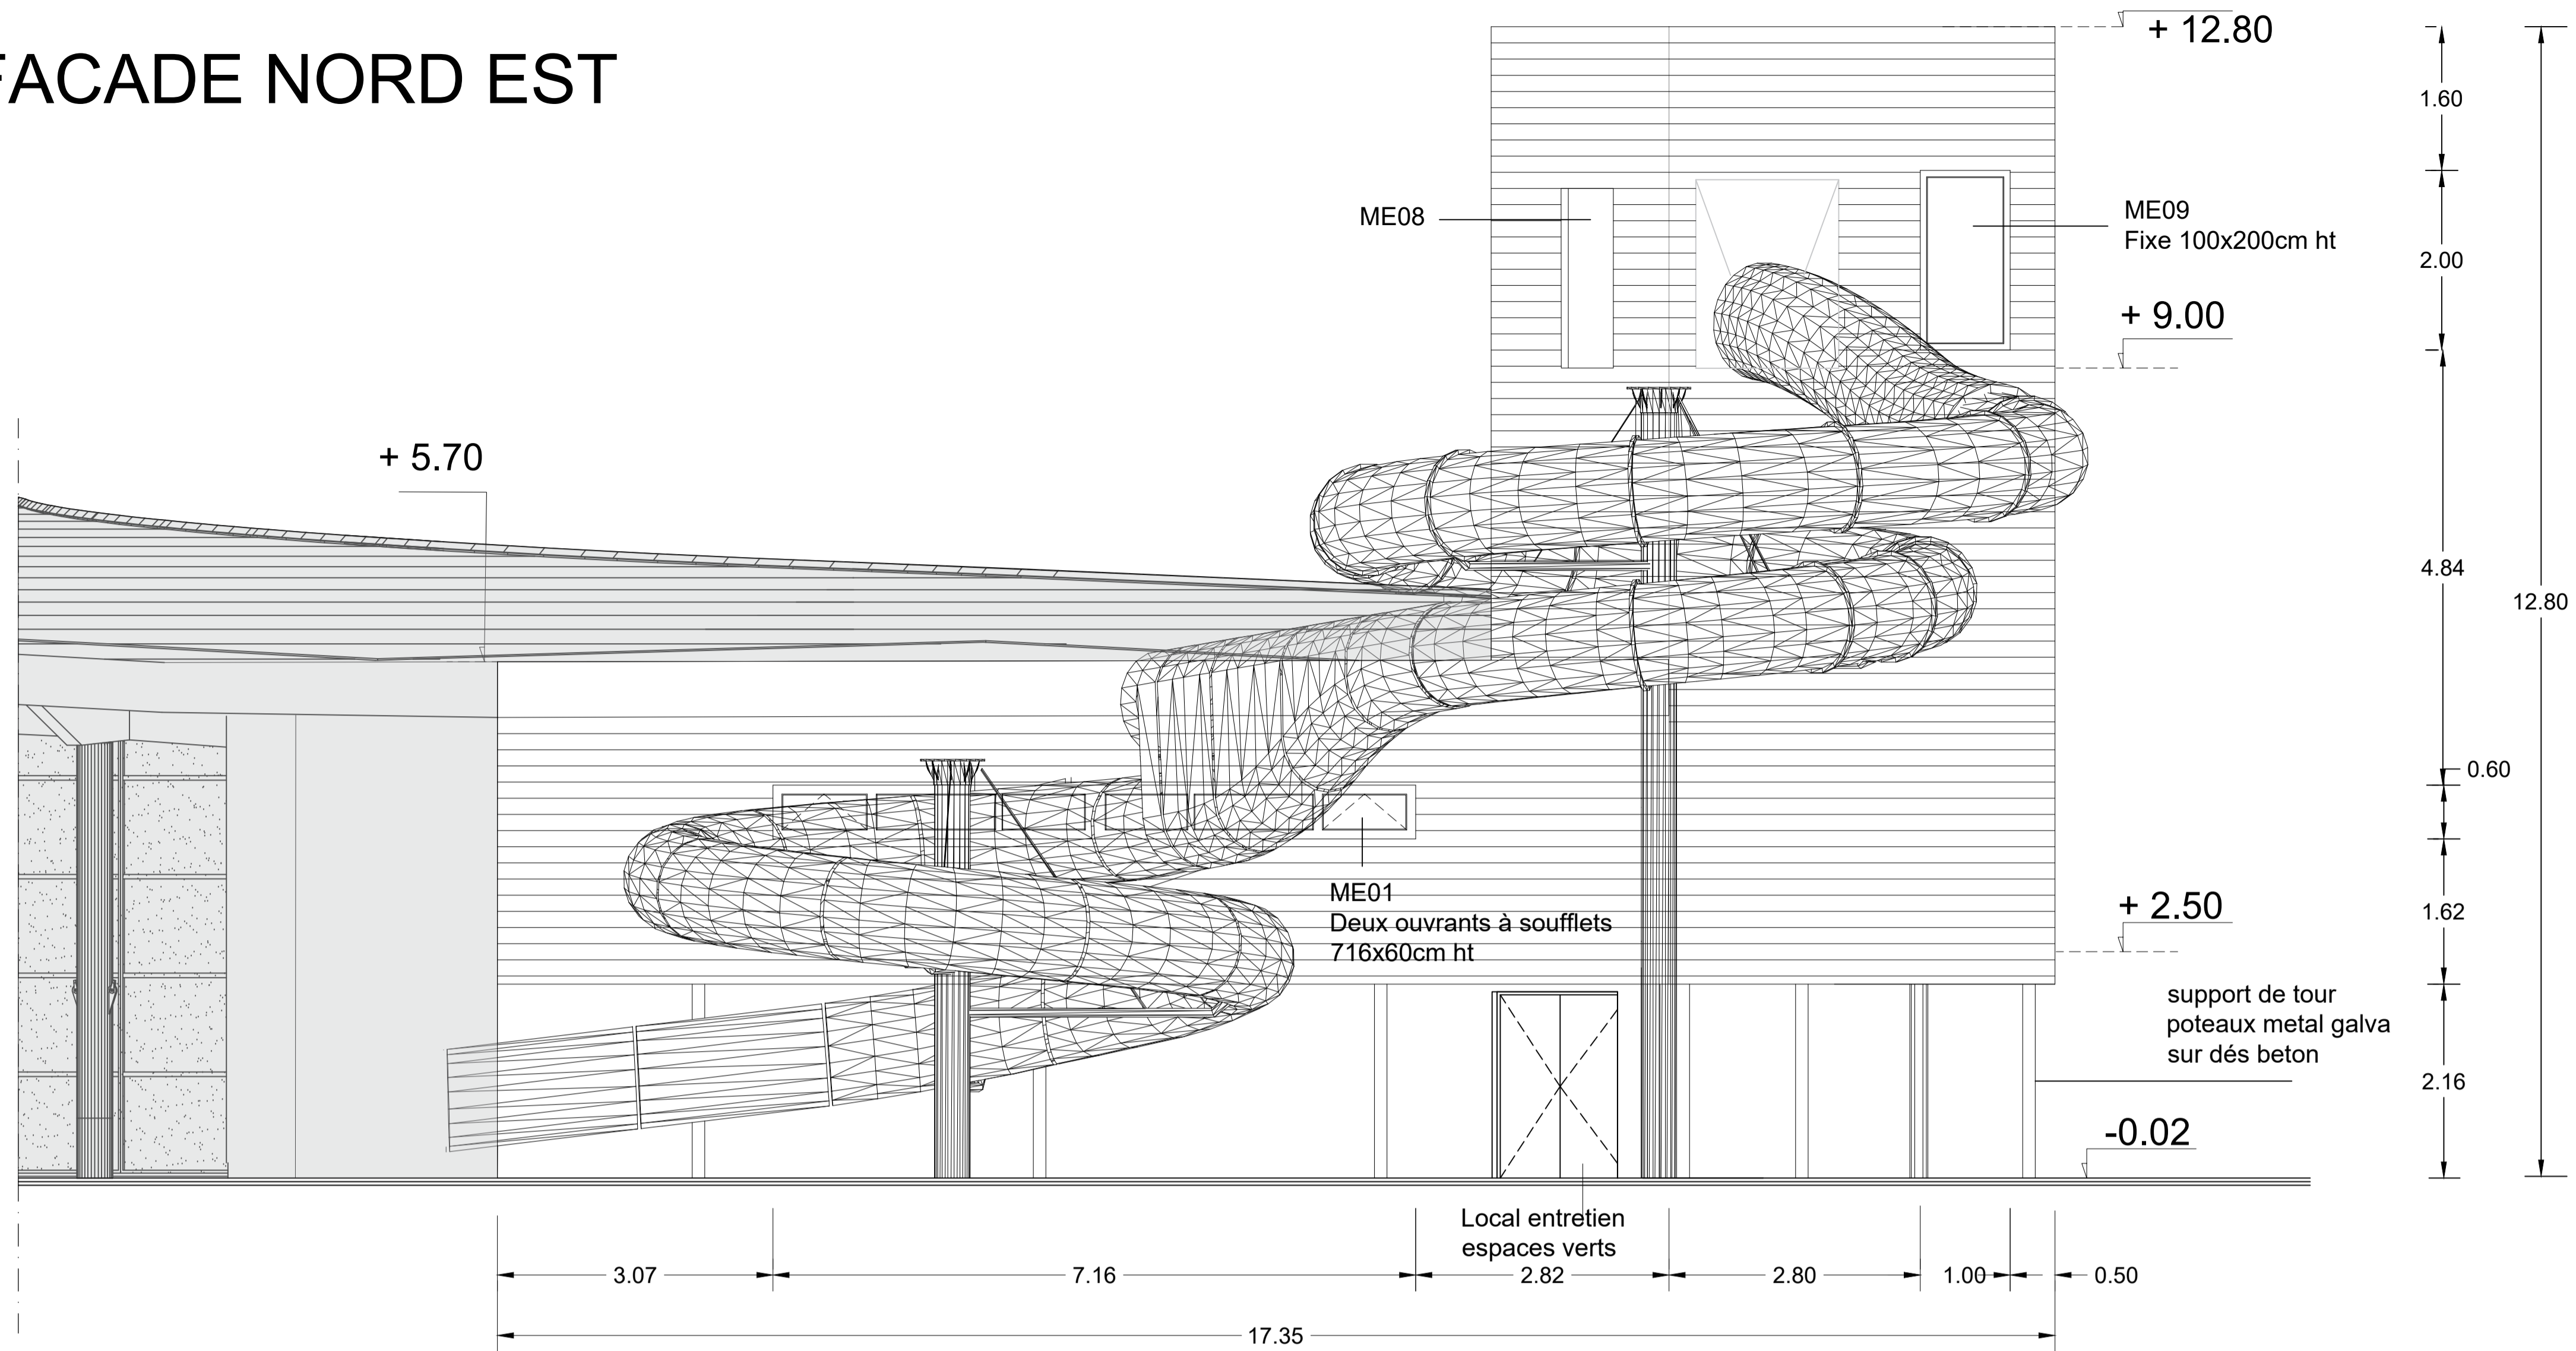 FACADE NORD EST
+ 12.80
1.60
ME08
ME09
Fixe 100x200cm ht
2.00
+ 9.00
+ 5.70
4.84
12.80
0.60
ME01
Deux ouvrants à soufflets
716x60cm ht
+ 2.50
1.62
support de tour
poteaux metal galva
sur dés beton
2.16
-0.02
Local entretien
espaces verts
3.07
7.16
2.82
2.80
1.00
0.50
17.35